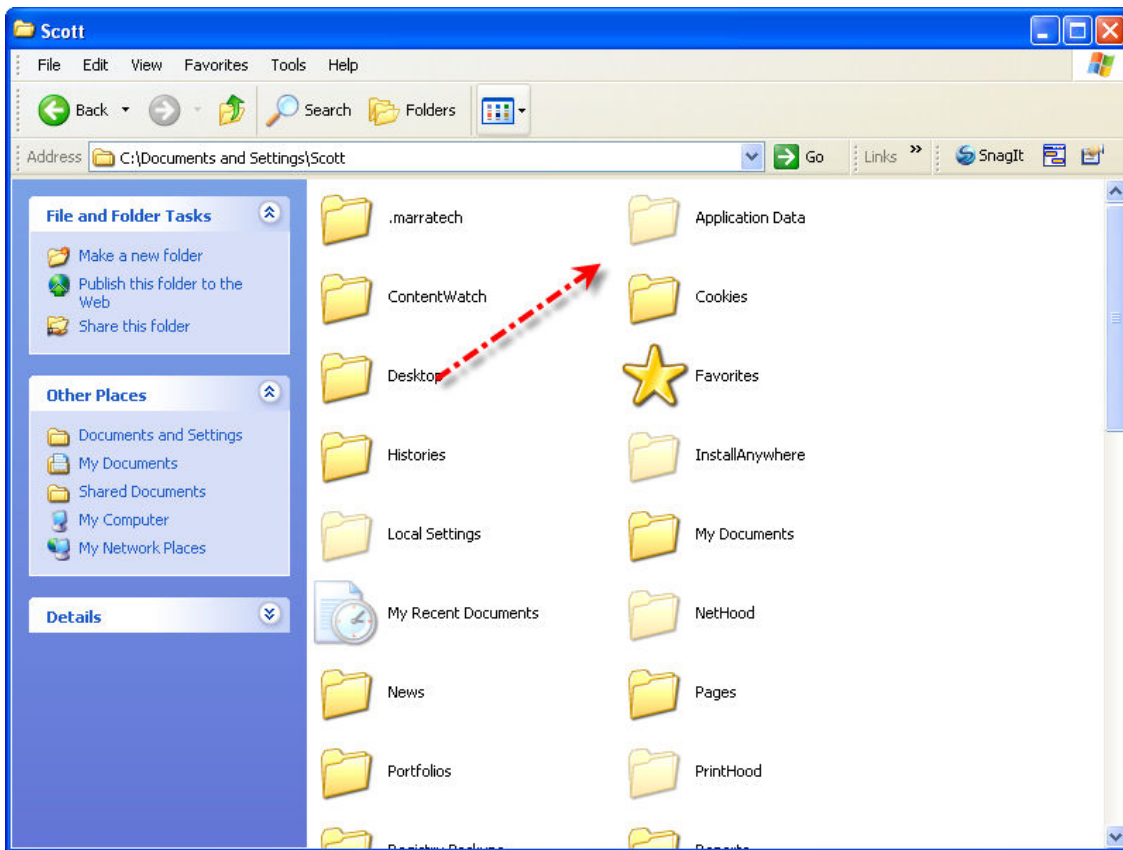 Scott
File Edit View Favorites Tools Help
Back Search Folders
Address C:\Documents and Settings\Scott Go Links » SnagIt
File and Folder Tasks
Make a new folder
Publish this folder to the
Web
Share this folder
Other Places
Documents and Settings
My Documents
Shared Documents
My Computer
My Network Places
Details
.marratech Application Data
ContentWatch Cookies
Desktop Favorites
Histories InstallAnywhere
Local Settings My Documents
My Recent Documents NetHood
News Pages
Portfolios PrintHood
Registry Backups Reports